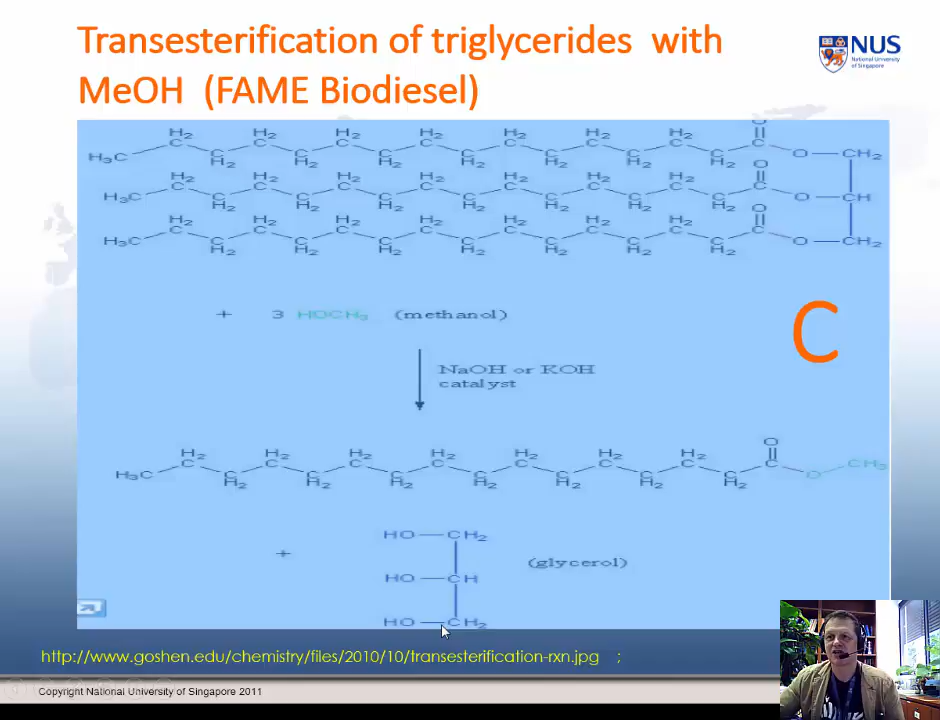 Transesterification of triglycerides with
MeOH (FAME Biodiesel)
NUS
National University
of Singapore
H2 H2 H2 H2 H2 H2 H2 O
H3C C C C C C C C C C C C C C C C O CH2
H2 H2 H2 H2 H2 H2 H2
H2 H2 H2 H2 H2 H2 H2 O
H3C C C C C C C C C C C C C C C C O CH
H2 H2 H2 H2 H2 H2 H2
H2 H2 H2 H2 H2 H2 H2 O
H3C C C C C C C C C C C C C C C C O CH2
H2 H2 H2 H2 H2 H2 H2
+ 3 HOCH3 (methanol)
C
NaOH or KOH
catalyst
H2 H2 H2 H2 H2 H2 H2 O
H3C C C C C C C C C C C C C C C C O CH3
H2 H2 H2 H2 H2 H2 H2
HO CH2
+
(glycerol)
HO CH
HO CH2
http://www.goshen.edu/chemistry/files/2010/10/transesterification-rxn.jpg ;
Copyright National University of Singapore 2011